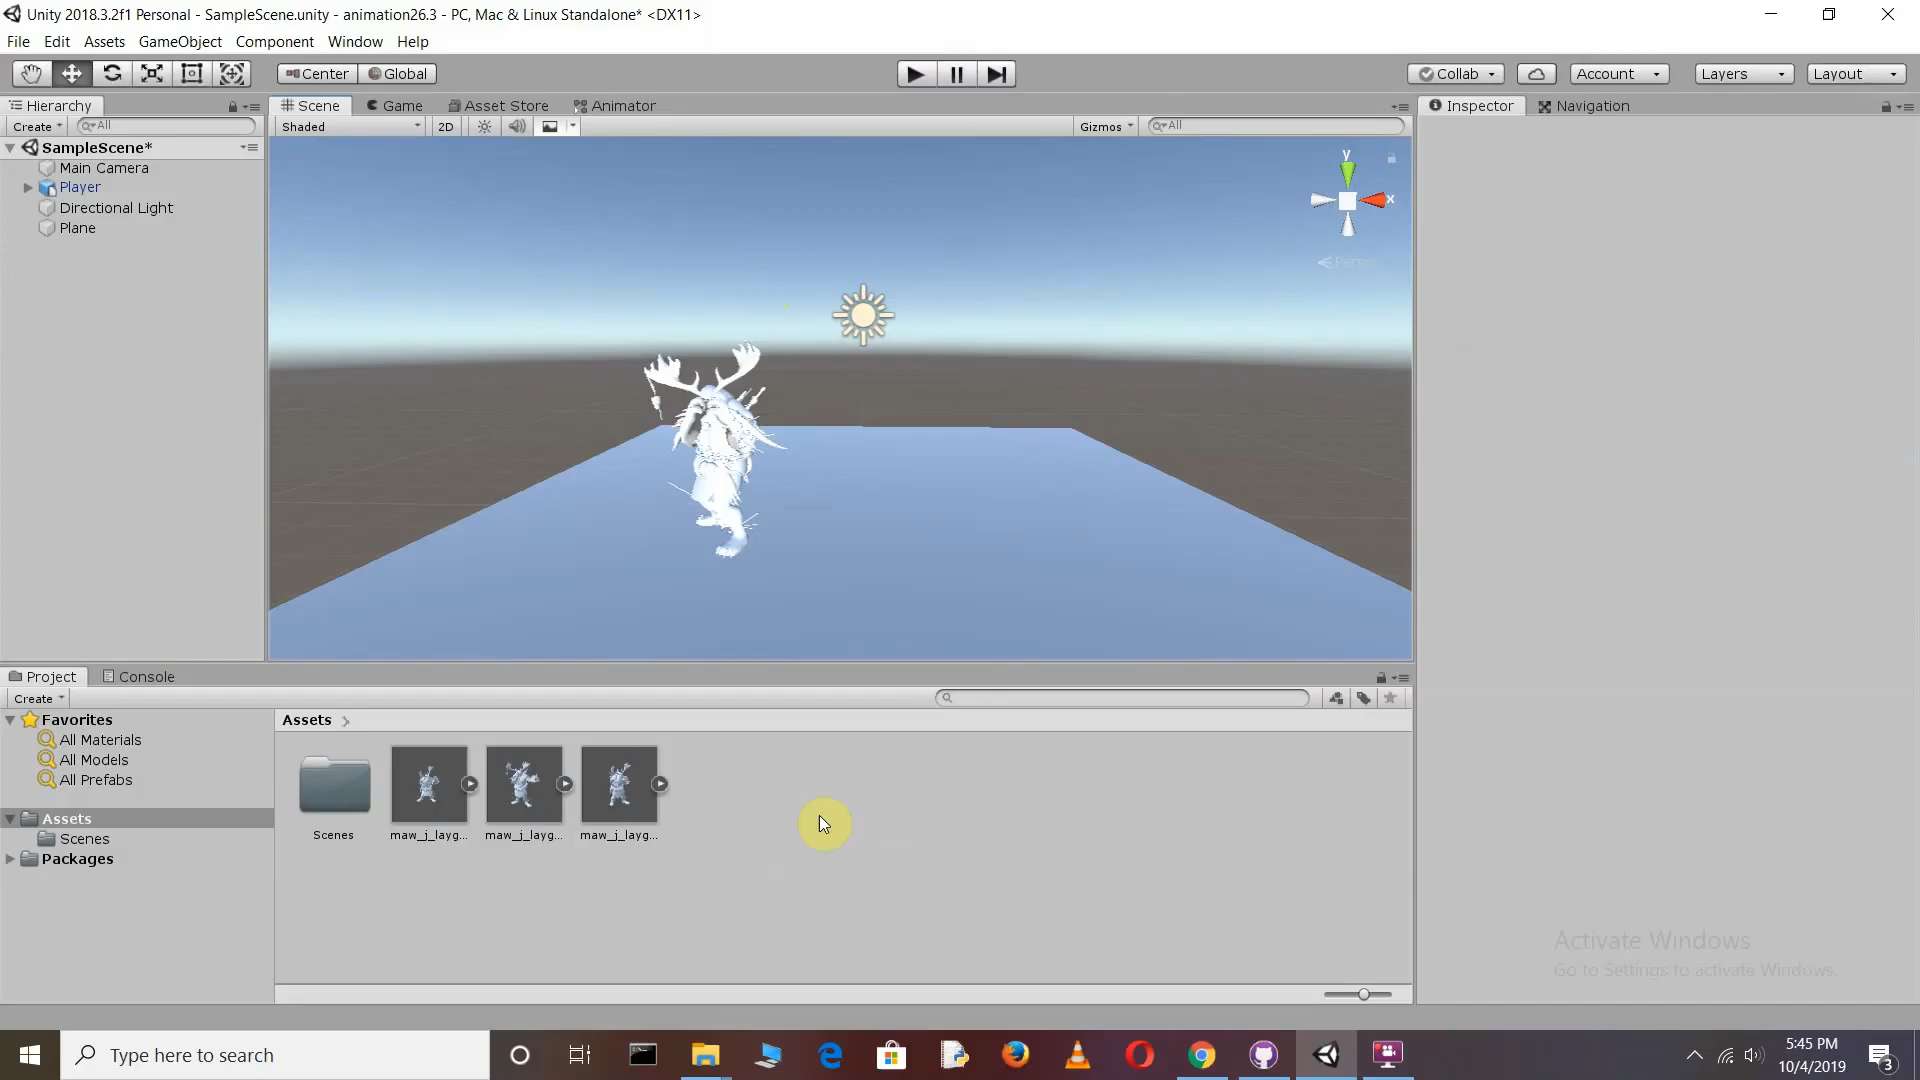 Unity 2018.3.2f1 Personal - SampleScene.unity - animation26.3 - PC, Mac & Linux Standalone* <DX11>
File Edit Assets GameObject Component Window Help
Center Global Collab Account Layers Layout
Hierarchy Scene Game Asset Store Animator Inspector Navigation
Create All Shaded 2D Gizmos All
SampleScene*
Main Camera
Player
Directional Light
Plane
y
x
Persp
Project Console
Create
Favorites
All Materials
All Models
All Prefabs
Assets
Scenes
Packages
Assets
Scenes maw_j_layg... maw_j_layg... maw_j_layg...
Activate Windows
Go to Settings to activate Windows.
Type here to search
5:45 PM
10/4/2019
3